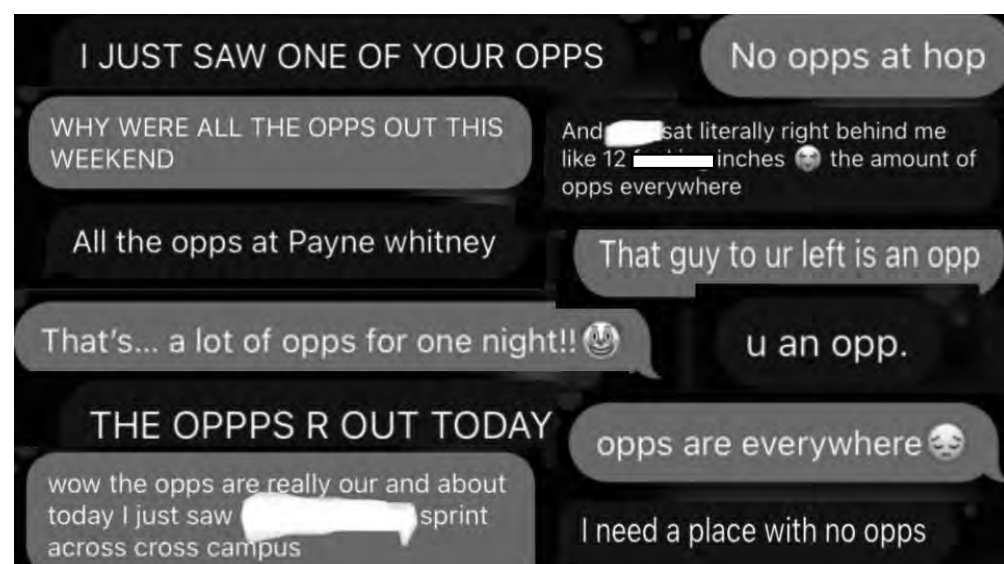 I JUST SAW ONE OF YOUR OPPS
No opps at hop
WHY WERE ALL THE OPPS OUT THIS
WEEKEND
And sat literally right behind me
like 12 inches 😭 the amount of
opps everywhere
All the opps at Payne whitney
That guy to ur left is an opp
That's... a lot of opps for one night!! 🤡
u an opp.
THE OPPPS R OUT TODAY
opps are everywhere 😔
wow the opps are really our and about
today I just saw sprint
across cross campus
I need a place with no opps